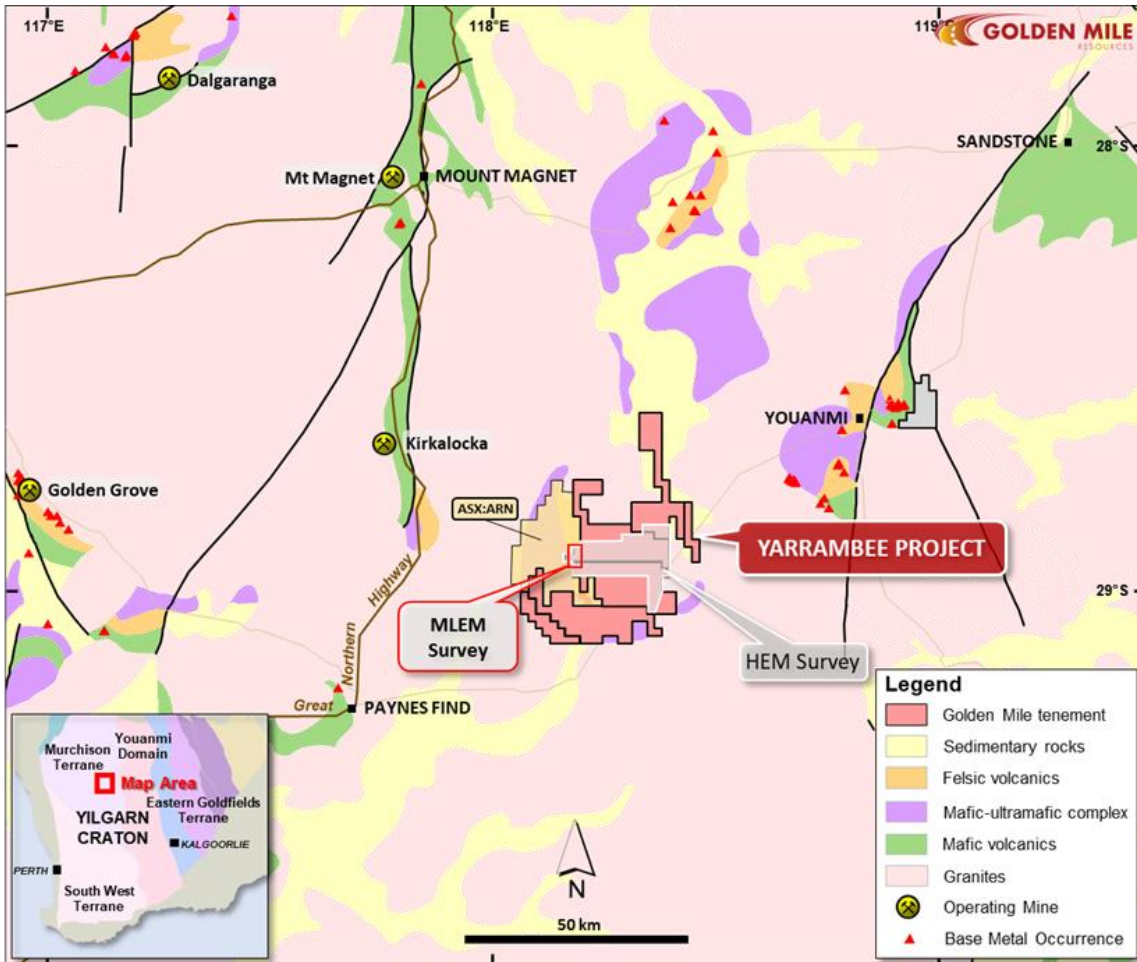 117°E
118°E
119°E
GOLDEN MILE
RESOURCES
Dalgaranga
SANDSTONE
28°S
Mt Magnet
MOUNT MAGNET
YOUANMI
Kirkalocka
Golden Grove
ASX:ARN
YARRAMBEE PROJECT
Highway
29°S
MLEM
Survey
HEM Survey
Northern
Great
PAYNES FIND
Legend
Golden Mile tenement
Sedimentary rocks
Felsic volcanics
Mafic-ultramafic complex
Mafic volcanics
Granites
Operating Mine
Base Metal Occurrence
Murchison
Terrane
Youanmi
Domain
Map Area
Eastern Goldfields
Terrane
YILGARN
CRATON
KALGOORLIE
PERTH
South West
Terrane
N
50 km